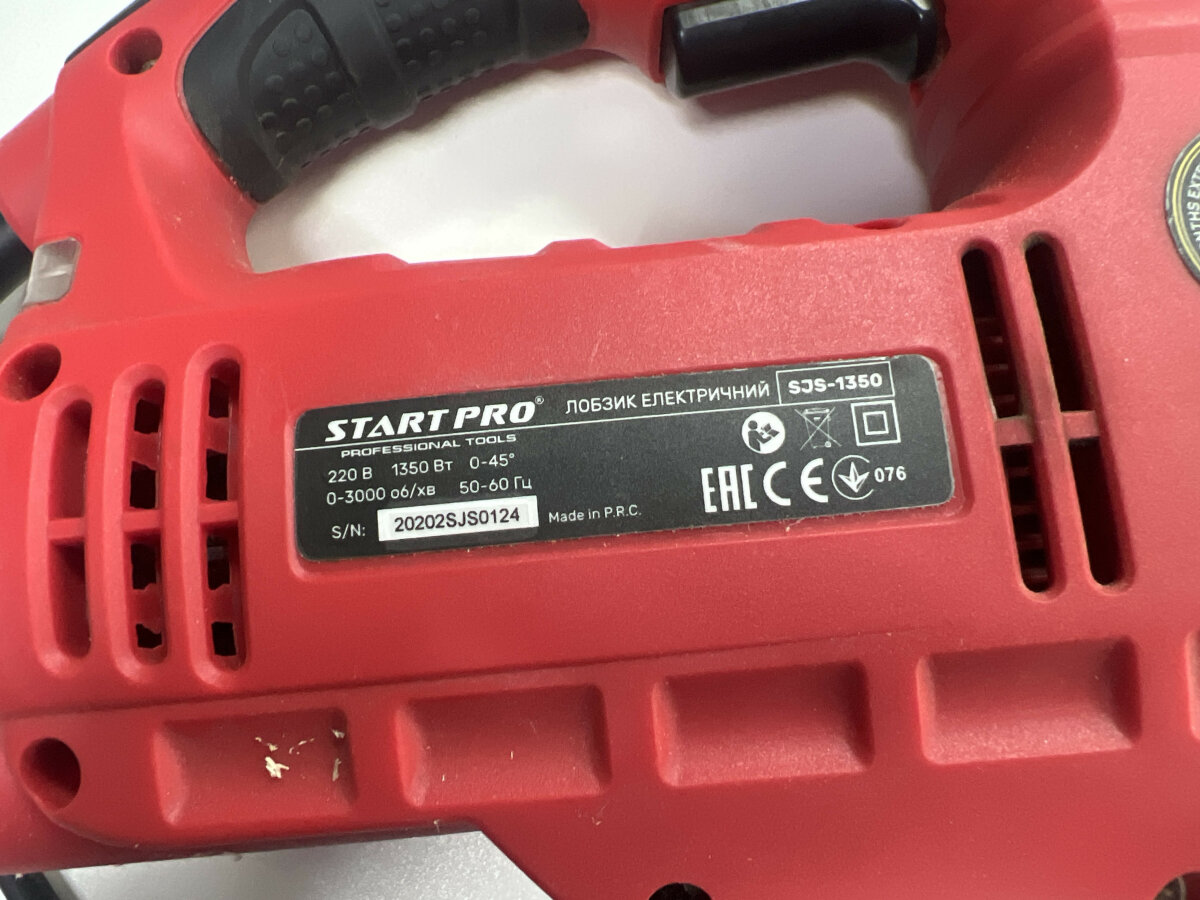 START PRO® ЛОБЗИК ЕЛЕКТРИЧНИЙ SJS-1350
PROFESSIONAL TOOLS
220 В 1350 Вт 0-45°
0-3000 об/хв 50-60 Гц
S/N: 20202SJS0124 Made in P.R.C.
EAC CE 076